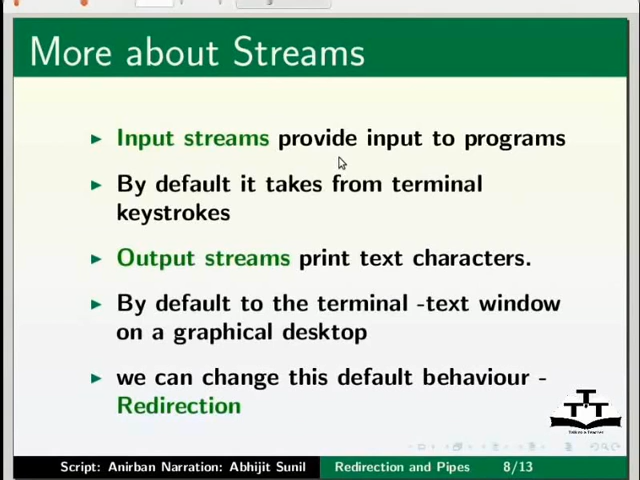 More about Streams
Input streams provide input to programs
By default it takes from terminal
keystrokes
Output streams print text characters.
By default to the terminal -text window
on a graphical desktop
we can change this default behaviour -
Redirection
Script: Anirban Narration: Abhijit Sunil
Redirection and Pipes
8/13